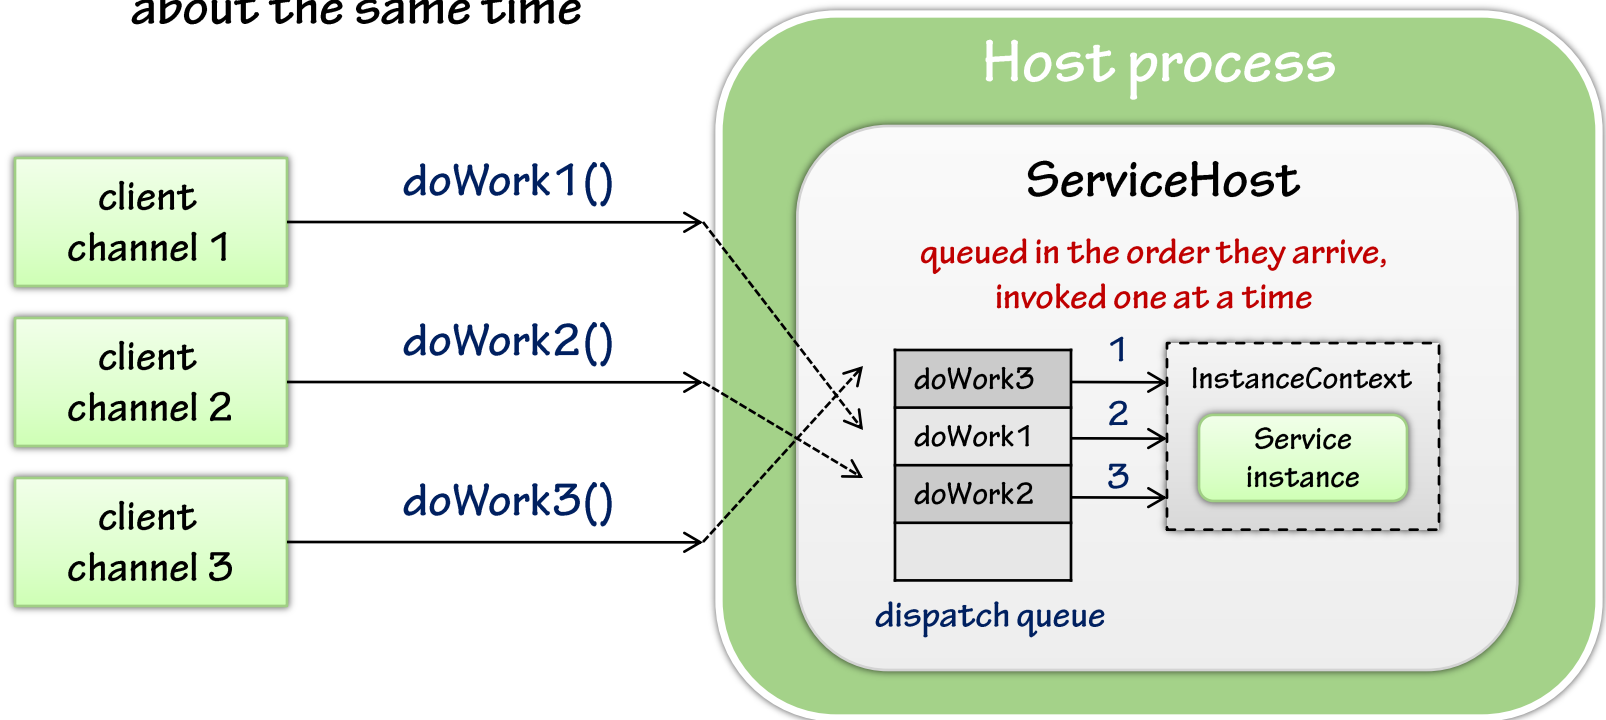 about the same time
Host process
client
channel 1
doWork1()
client
channel 2
doWork2()
client
channel 3
doWork3()
ServiceHost
queued in the order they arrive,
invoked one at a time
doWork3
doWork1
doWork2
dispatch queue
1
2
3
InstanceContext
Service
instance